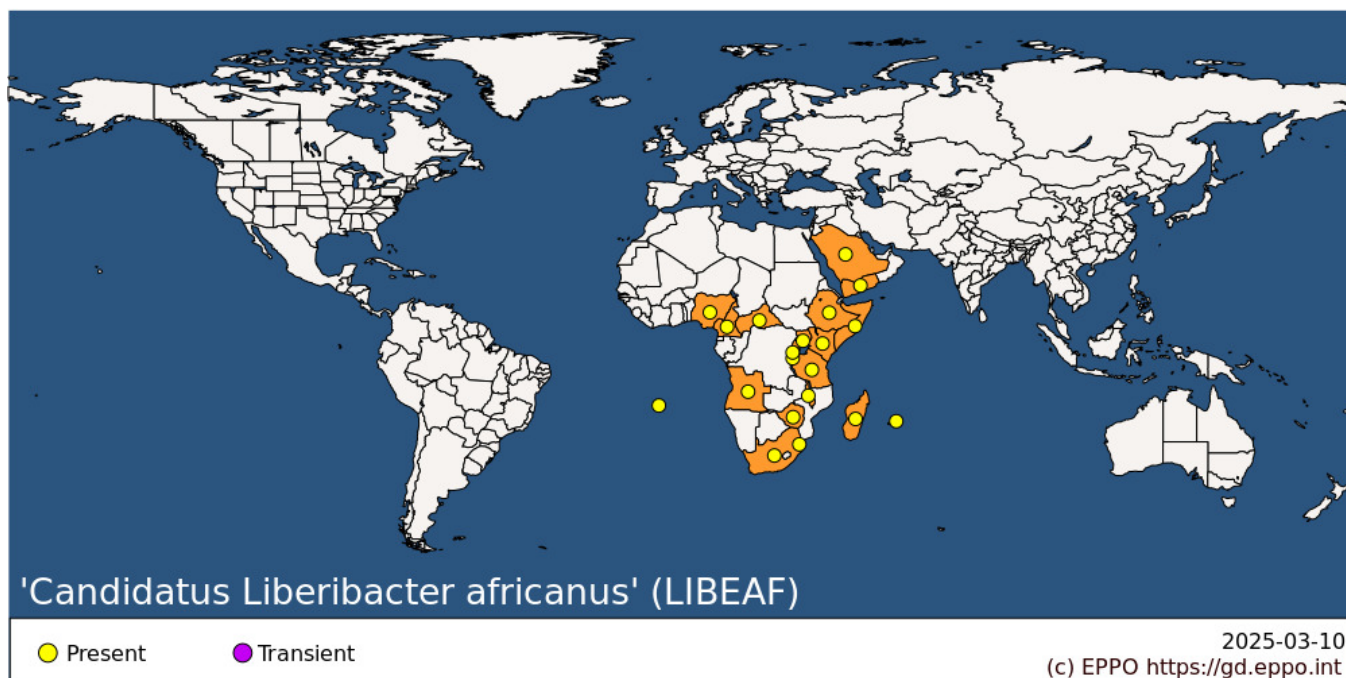 'Candidatus Liberibacter africanus' (LIBEAF)
Present
Transient
2025-03-10
(c) EPPO https://gd.eppo.int